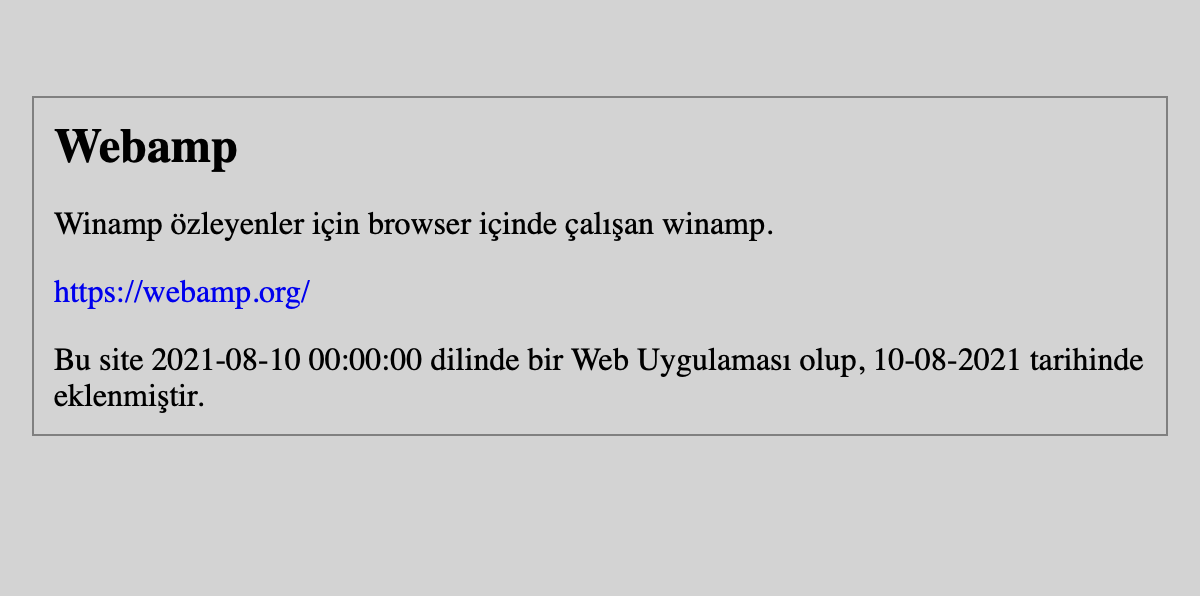 Webamp
Winamp özleyenler için browser içinde çalışan winamp.
https://webamp.org/
Bu site 2021-08-10 00:00:00 dilinde bir Web Uygulaması olup, 10-08-2021 tarihinde
eklenmiştir.